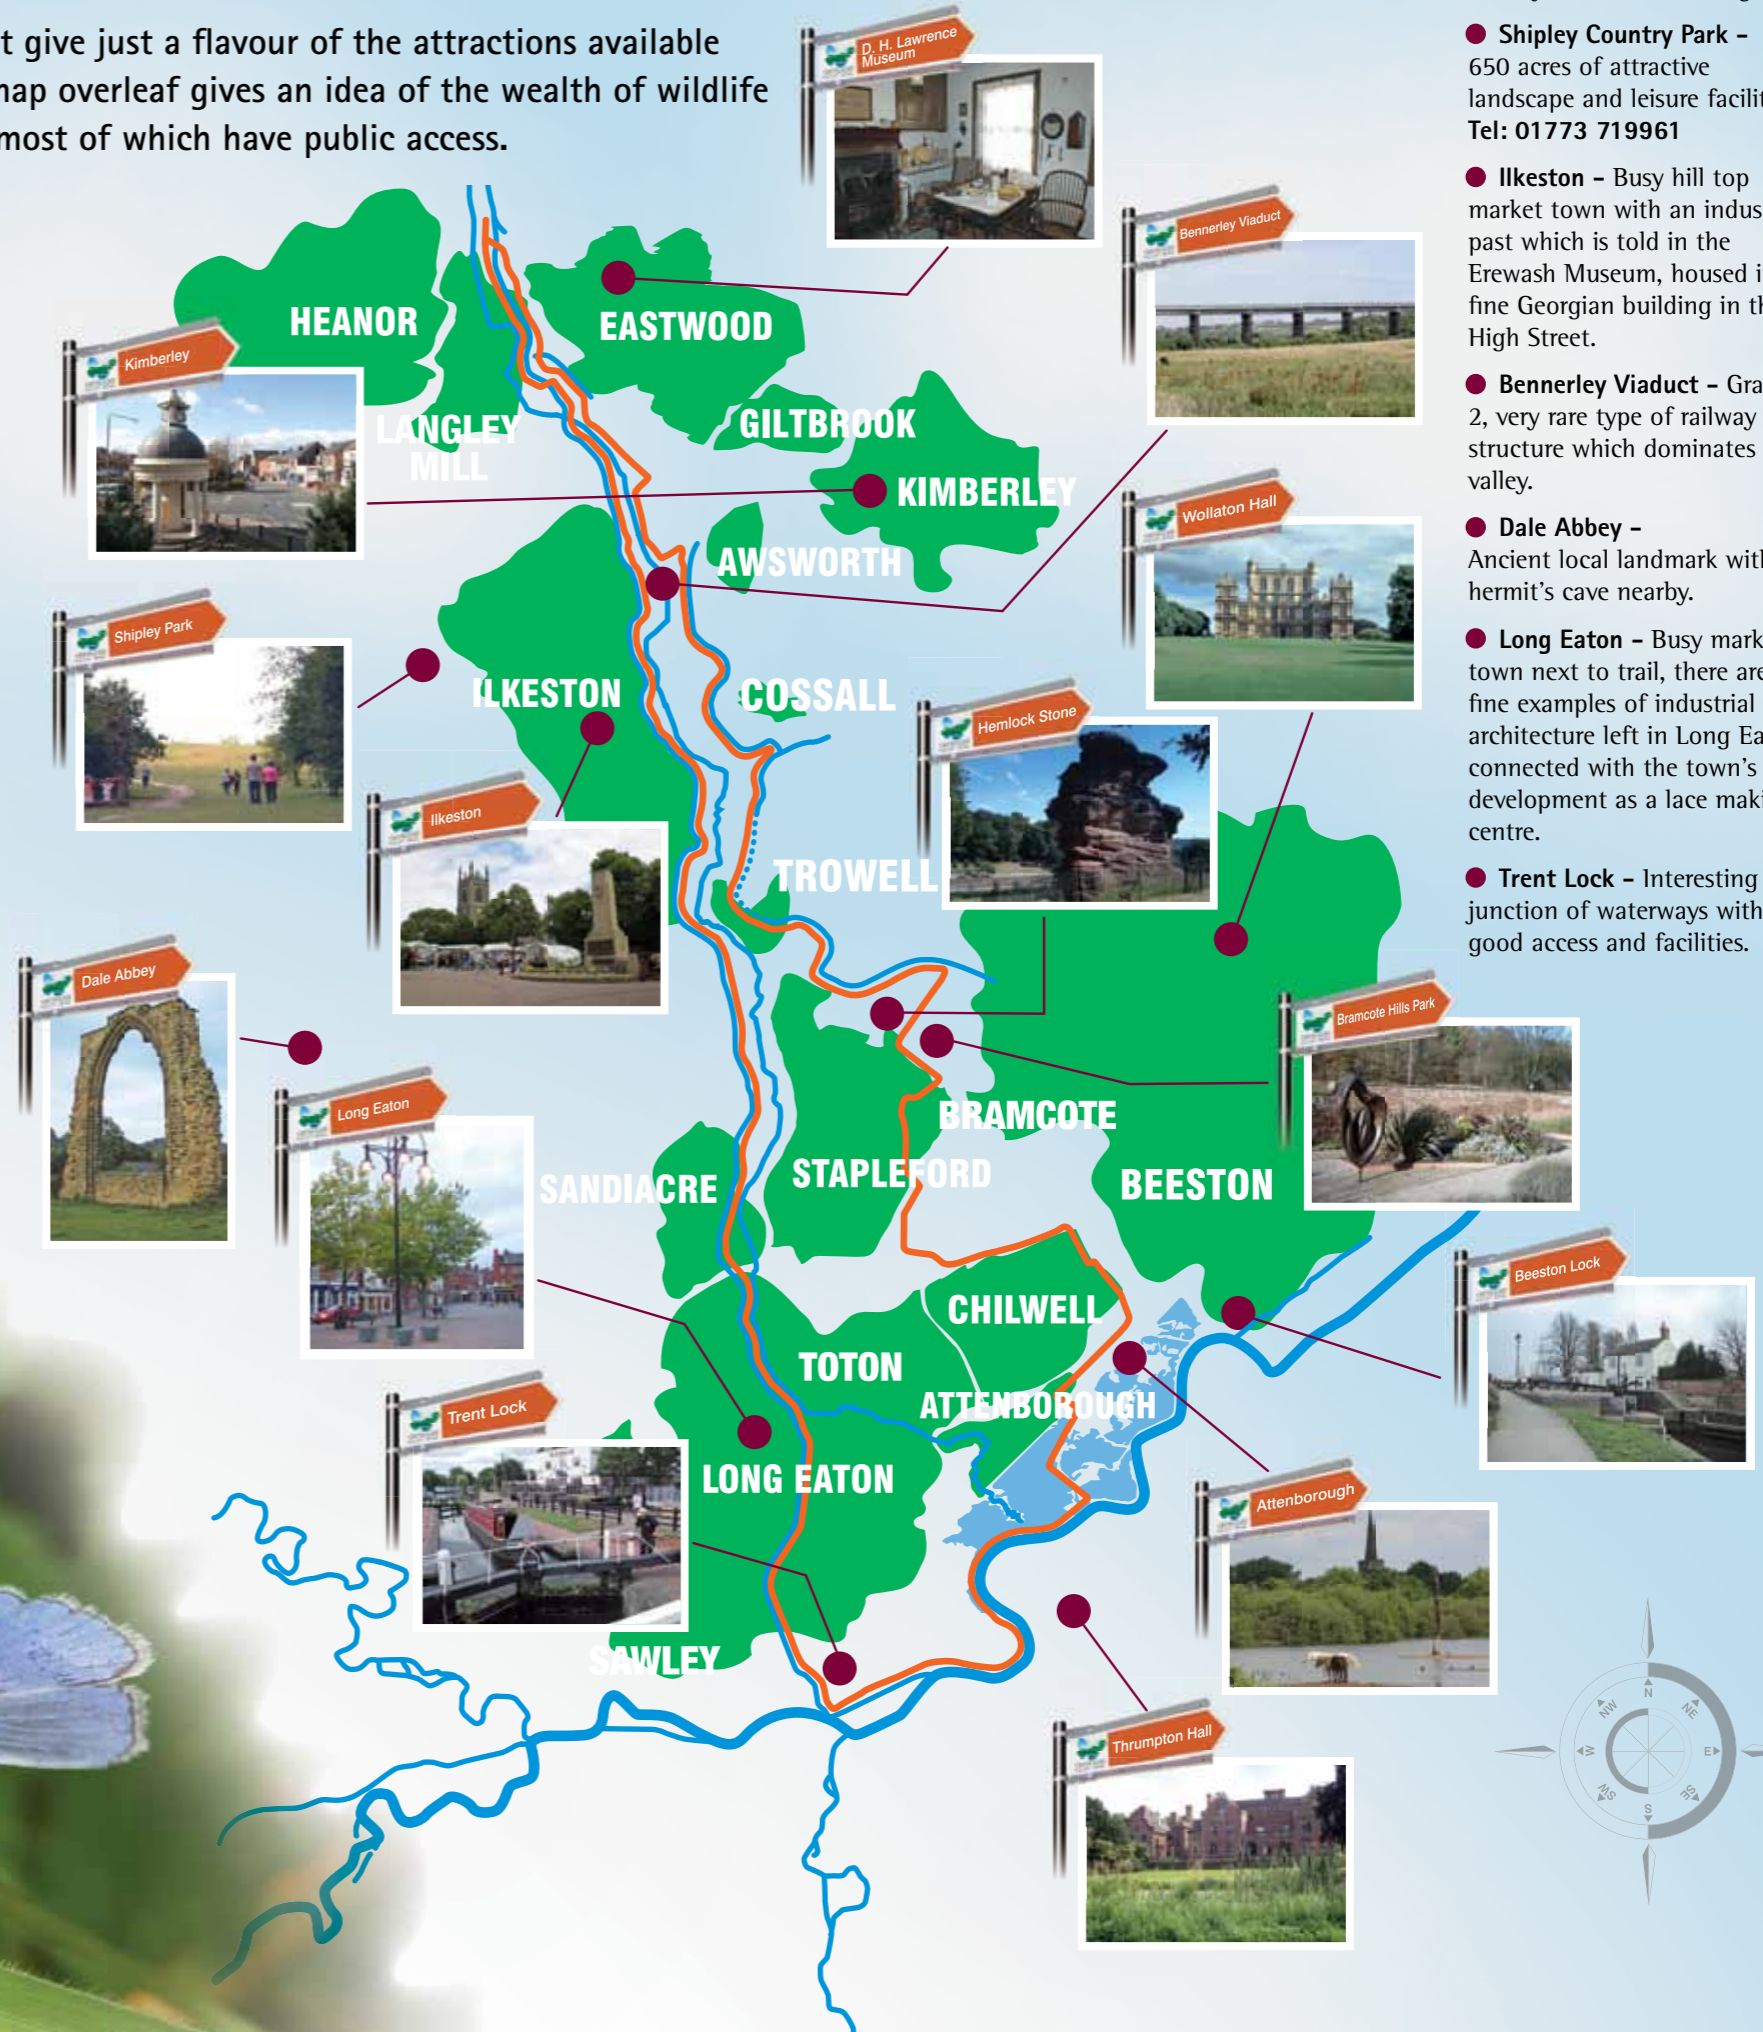 t give just a flavour of the attractions available
map overleaf gives an idea of the wealth of wildlife
most of which have public access.
D. H. Lawrence
Museum
Bennerley Viaduct
HEANOR
EASTWOOD
Kimberley
LANGLEY
MILL
GILTBROOK
KIMBERLEY
Wollaton Hall
AWSWORTH
Shipley Park
ILKESTON
COSSALL
Hemlock Stone
Ilkeston
TROWELL
Dale Abbey
Bramcote Hills Park
Long Eaton
BRAMCOTE
SANDIACRE
STAPLEFORD
BEESTON
Beeston Lock
CHILWELL
TOTON
ATTENBOROUGH
Trent Lock
LONG EATON
Attenborough
SAWLEY
Thrumpton Hall
Shipley Country Park –
650 acres of attractive
landscape and leisure facilit
Tel: 01773 719961
Ilkeston – Busy hill top
market town with an indus
past which is told in the
Erewash Museum, housed i
fine Georgian building in th
High Street.
Bennerley Viaduct – Gra
2, very rare type of railway
structure which dominates
valley.
Dale Abbey –
Ancient local landmark with
hermit's cave nearby.
Long Eaton – Busy mark
town next to trail, there are
fine examples of industrial
architecture left in Long Ea
connected with the town's
development as a lace maki
centre.
Trent Lock – Interesting
junction of waterways with
good access and facilities.
N
NE
E
SE
S
SW
W
NW